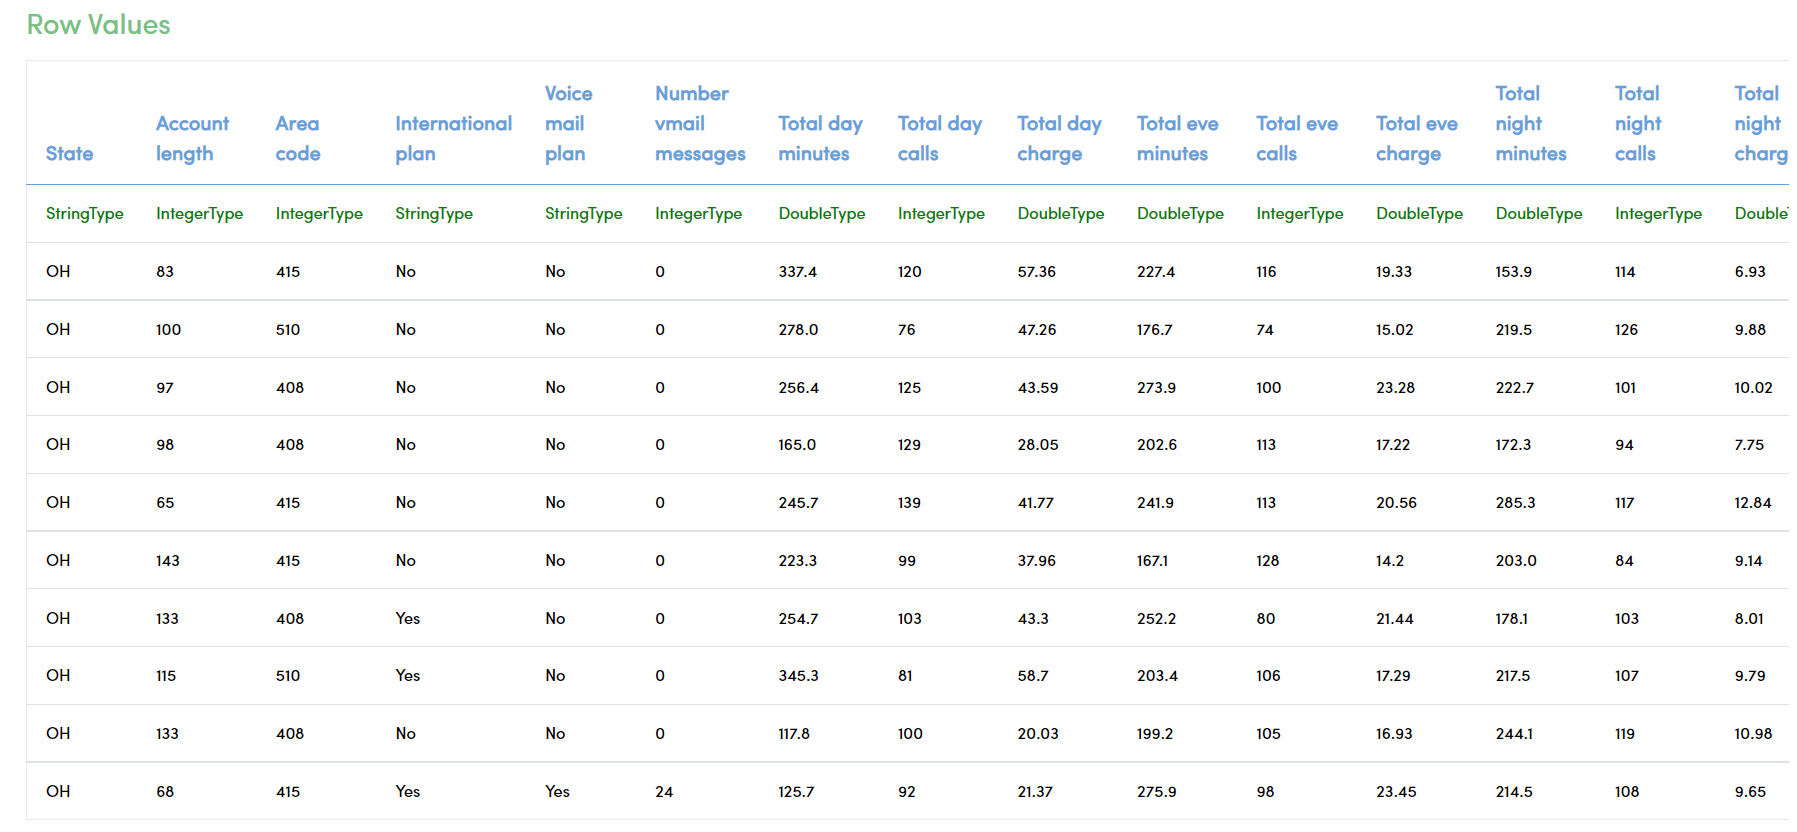 Row Values
State Account length Area code International plan Voice mail plan Number vmail messages Total day minutes Total day calls Total day charge Total eve minutes Total eve calls Total eve charge Total night minutes Total night calls Total night charg
StringType IntegerType IntegerType StringType StringType IntegerType DoubleType IntegerType DoubleType DoubleType IntegerType DoubleType DoubleType IntegerType Double
OH 83 415 No No 0 337.4 120 57.36 227.4 116 19.33 153.9 114 6.93
OH 100 510 No No 0 278.0 76 47.26 176.7 74 15.02 219.5 126 9.88
OH 97 408 No No 0 256.4 125 43.59 273.9 100 23.28 222.7 101 10.02
OH 98 408 No No 0 165.0 129 28.05 202.6 113 17.22 172.3 94 7.75
OH 65 415 No No 0 245.7 139 41.77 241.9 113 20.56 285.3 117 12.84
OH 143 415 No No 0 223.3 99 37.96 167.1 128 14.2 203.0 84 9.14
OH 133 408 Yes No 0 254.7 103 43.3 252.2 80 21.44 178.1 103 8.01
OH 115 510 Yes No 0 345.3 81 58.7 203.4 106 17.29 217.5 107 9.79
OH 133 408 No No 0 117.8 100 20.03 199.2 105 16.93 244.1 119 10.98
OH 68 415 Yes Yes 24 125.7 92 21.37 275.9 98 23.45 214.5 108 9.65